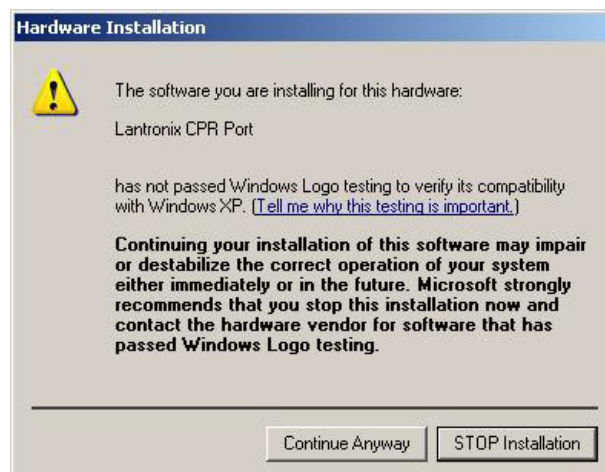 Hardware Installation
The software you are installing for this hardware:
Lantronix CPR Port
has not passed Windows Logo testing to verify its compatibility
with Windows XP. (Tell me why this testing is important.)
Continuing your installation of this software may impair
or destabilize the correct operation of your system
either immediately or in the future. Microsoft strongly
recommends that you stop this installation now and
contact the hardware vendor for software that has
passed Windows Logo testing.
Continue Anyway
STOP Installation